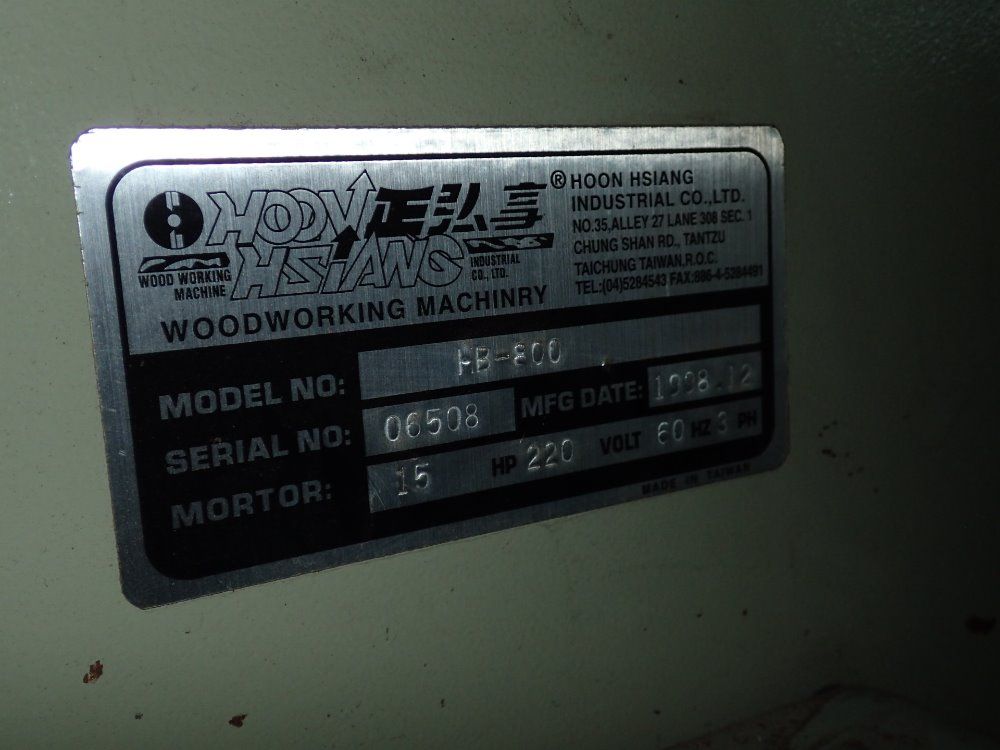 HOON 正弘享
HSIANG INDUSTRIAL CO., LTD.
WOOD WORKING MACHINE
WOODWORKING MACHINRY
® HOON HSIANG
INDUSTRIAL CO.,LTD.
NO.35,ALLEY 27 LANE 308 SEC. 1
CHUNG SHAN RD., TANTZU
TAICHUNG TAIWAN.R.O.C.
TEL:(04)5284543 FAX:886-4-5284491
MODEL NO: HB-800
SERIAL NO: 06508 MFG DATE: 1998.12
MORTOR: 15 HP 220 VOLT 60 HZ 3 PH
MADE IN TAIWAN